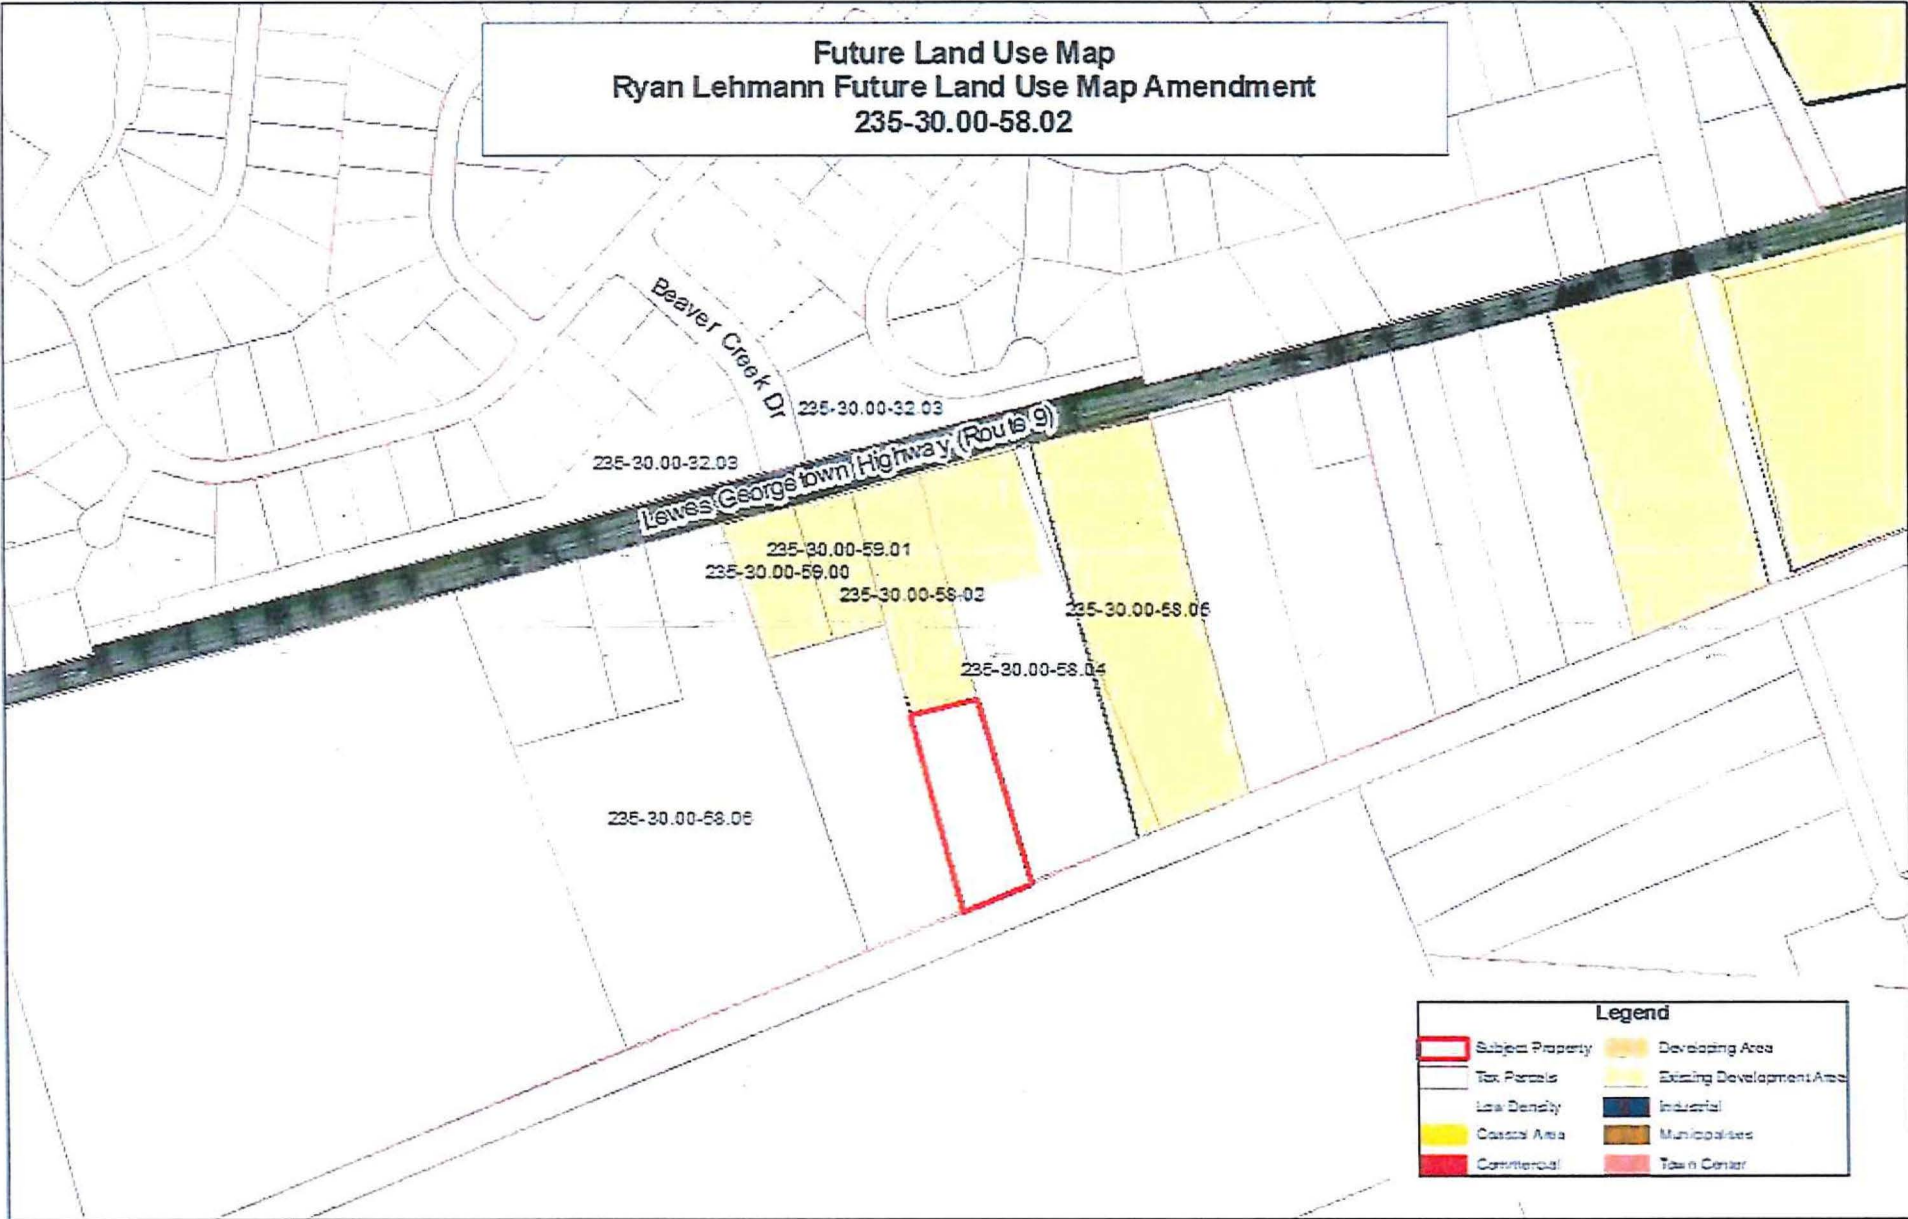 Future Land Use Map
Ryan Lehmann Future Land Use Map Amendment
235-30.00-58.02
Beaver Creek Dr
235-30.00-32.03
235-30.00-32.03
Lewes Georgetown Highway (Route 9)
235-30.00-59.01
235-30.00-59.00
235-30.00-58.02
235-30.00-58.06
235-30.00-58.04
235-30.00-58.06
Legend
Subject Property
Developing Area
Tax Parcels
Existing Development Area
Low Density
Industrial
Coastal Area
Municipalities
Commercial
Town Center